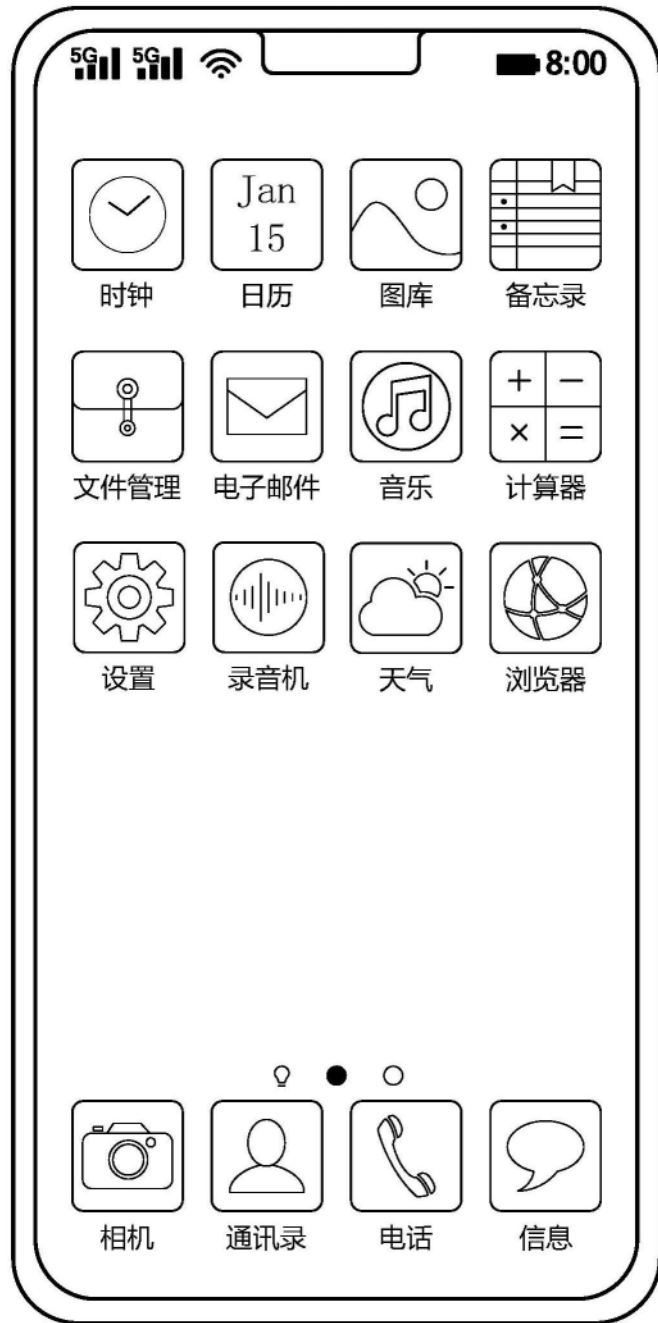 5G 5G 8:00
Jan
15
时钟 日历 图库 备忘录
文件管理 电子邮件 音乐 计算器
设置 录音机 天气 浏览器
相机 通讯录 电话 信息